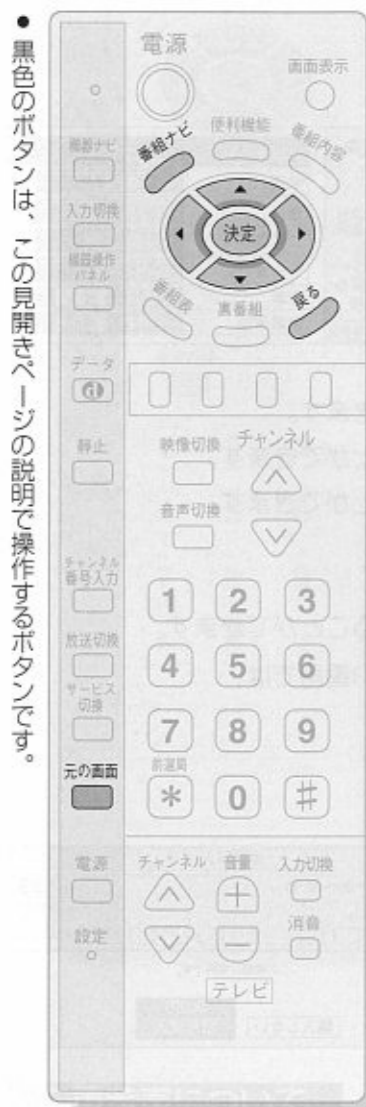 ● 黒色のボタンは、この見開きページの説明で操作するボタンです。
電源
画面表示
機器ナビ
番組ナビ
便利機能
番組内容
入力切換
決定
機器操作
パネル
番組表
裏番組
戻る
データ
d
静止
映像切換
チャンネル
音声切換
チャンネル
番号入力
1 2 3
放送切換
4 5 6
サービス
切換
7 8 9
元の画面
前選局
* 0 #
電源
チャンネル
音量
入力切換
+
設定
消音
−
テレビ